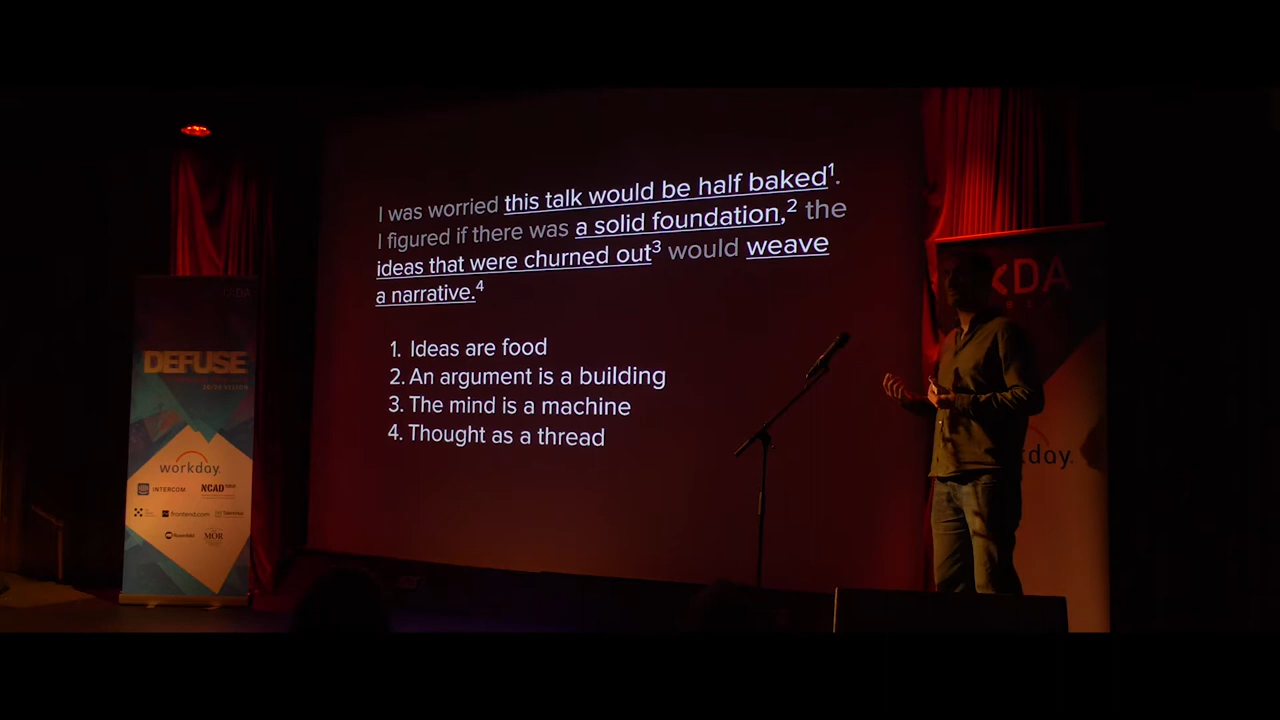 I was worried this talk would be half baked¹.
I figured if there was a solid foundation,² the
ideas that were churned out³ would weave
a narrative.⁴
1. Ideas are food
2. An argument is a building
3. The mind is a machine
4. Thought as a thread
DEFUSE
workday.
INTERCOM
NCAD
frontend.com
MOR
DA
day.